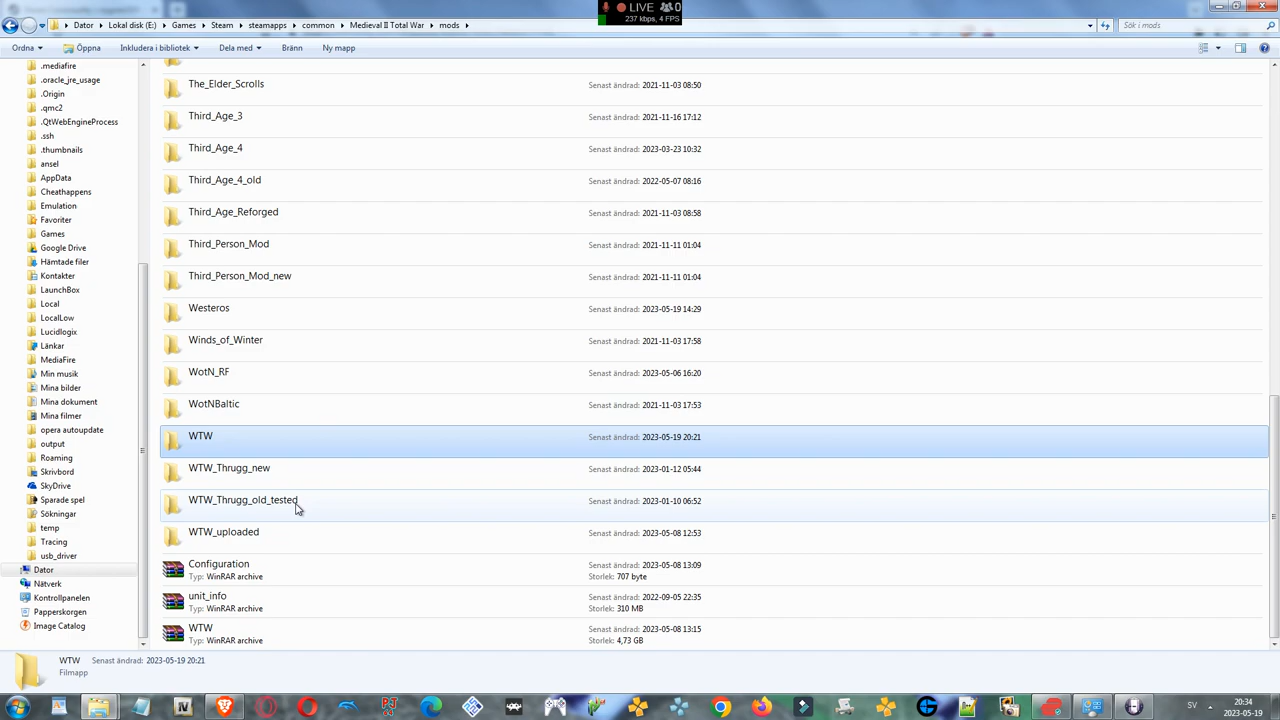 LIVE 0
237 kbps, 4 FPS
Dator Lokal disk (E:) Games Steam steamapps common Medieval II Total War mods Sök i mods
Ordna Öppna Inkludera i bibliotek Dela med Bränn Ny mapp
.mediafire
.oracle_jre_usage
.Origin
.qmc2
.QtWebEngineProcess
.ssh
.thumbnails
ansel
AppData
Cheathappens
Emulation
Favoriter
Games
Google Drive
Hämtade filer
Kontakter
LaunchBox
Local
LocalLow
Lucidlogix
Länkar
MediaFire
Min musik
Mina bilder
Mina dokument
Mina filmer
opera autoupdate
output
Roaming
Skrivbord
SkyDrive
Sparade spel
Sökningar
temp
Tracing
usb_driver
Dator
Nätverk
Kontrollpanelen
Papperskorgen
Image Catalog
The_Elder_Scrolls Senast ändrad: 2021-11-03 08:50
Third_Age_3 Senast ändrad: 2021-11-16 17:12
Third_Age_4 Senast ändrad: 2023-03-23 10:32
Third_Age_4_old Senast ändrad: 2022-05-07 08:16
Third_Age_Reforged Senast ändrad: 2021-11-03 08:58
Third_Person_Mod Senast ändrad: 2021-11-11 01:04
Third_Person_Mod_new Senast ändrad: 2021-11-11 01:04
Westeros Senast ändrad: 2023-05-19 14:29
Winds_of_Winter Senast ändrad: 2021-11-03 17:58
WotN_RF Senast ändrad: 2023-05-06 16:20
WotNBaltic Senast ändrad: 2021-11-03 17:53
WTW Senast ändrad: 2023-05-19 20:21
WTW_Thrugg_new Senast ändrad: 2023-01-12 05:44
WTW_Thrugg_old_tested Senast ändrad: 2023-01-10 06:52
WTW_uploaded Senast ändrad: 2023-05-08 12:53
Configuration Senast ändrad: 2023-05-08 13:09
Typ: WinRAR archive Storlek: 707 byte
unit_info Senast ändrad: 2022-09-05 22:35
Typ: WinRAR archive Storlek: 310 MB
WTW Senast ändrad: 2023-05-08 13:15
Typ: WinRAR archive Storlek: 4,73 GB
WTW Senast ändrad: 2023-05-19 20:21
Filmapp
SV
20:34
2023-05-19